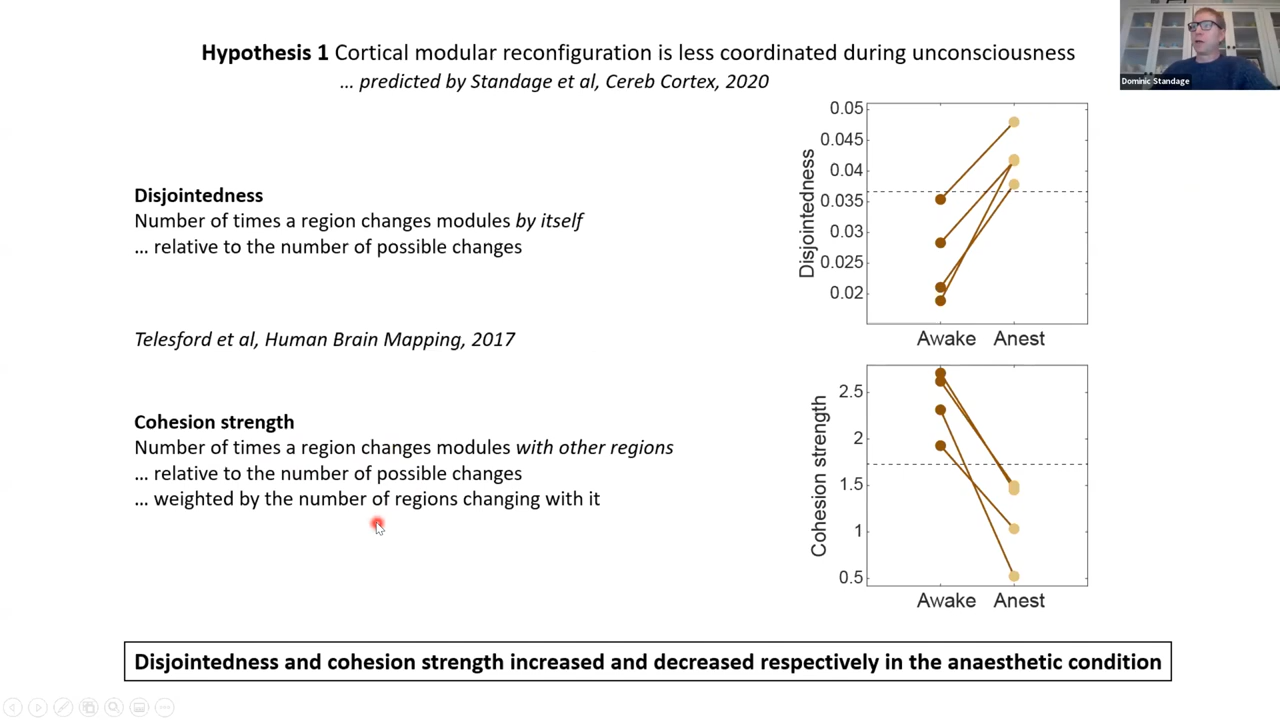 Hypothesis 1 Cortical modular reconfiguration is less coordinated during unconsciousness
... predicted by Standage et al, Cereb Cortex, 2020
Dominic Standage
Disjointedness
Number of times a region changes modules by itself
... relative to the number of possible changes
Telesford et al, Human Brain Mapping, 2017
Cohesion strength
Number of times a region changes modules with other regions
... relative to the number of possible changes
... weighted by the number of regions changing with it
Disjointedness
0.05
0.045
0.04
0.035
0.03
0.025
0.02
Awake Anest
Cohesion strength
2.5
2
1.5
1
0.5
Awake Anest
Disjointedness and cohesion strength increased and decreased respectively in the anaesthetic condition